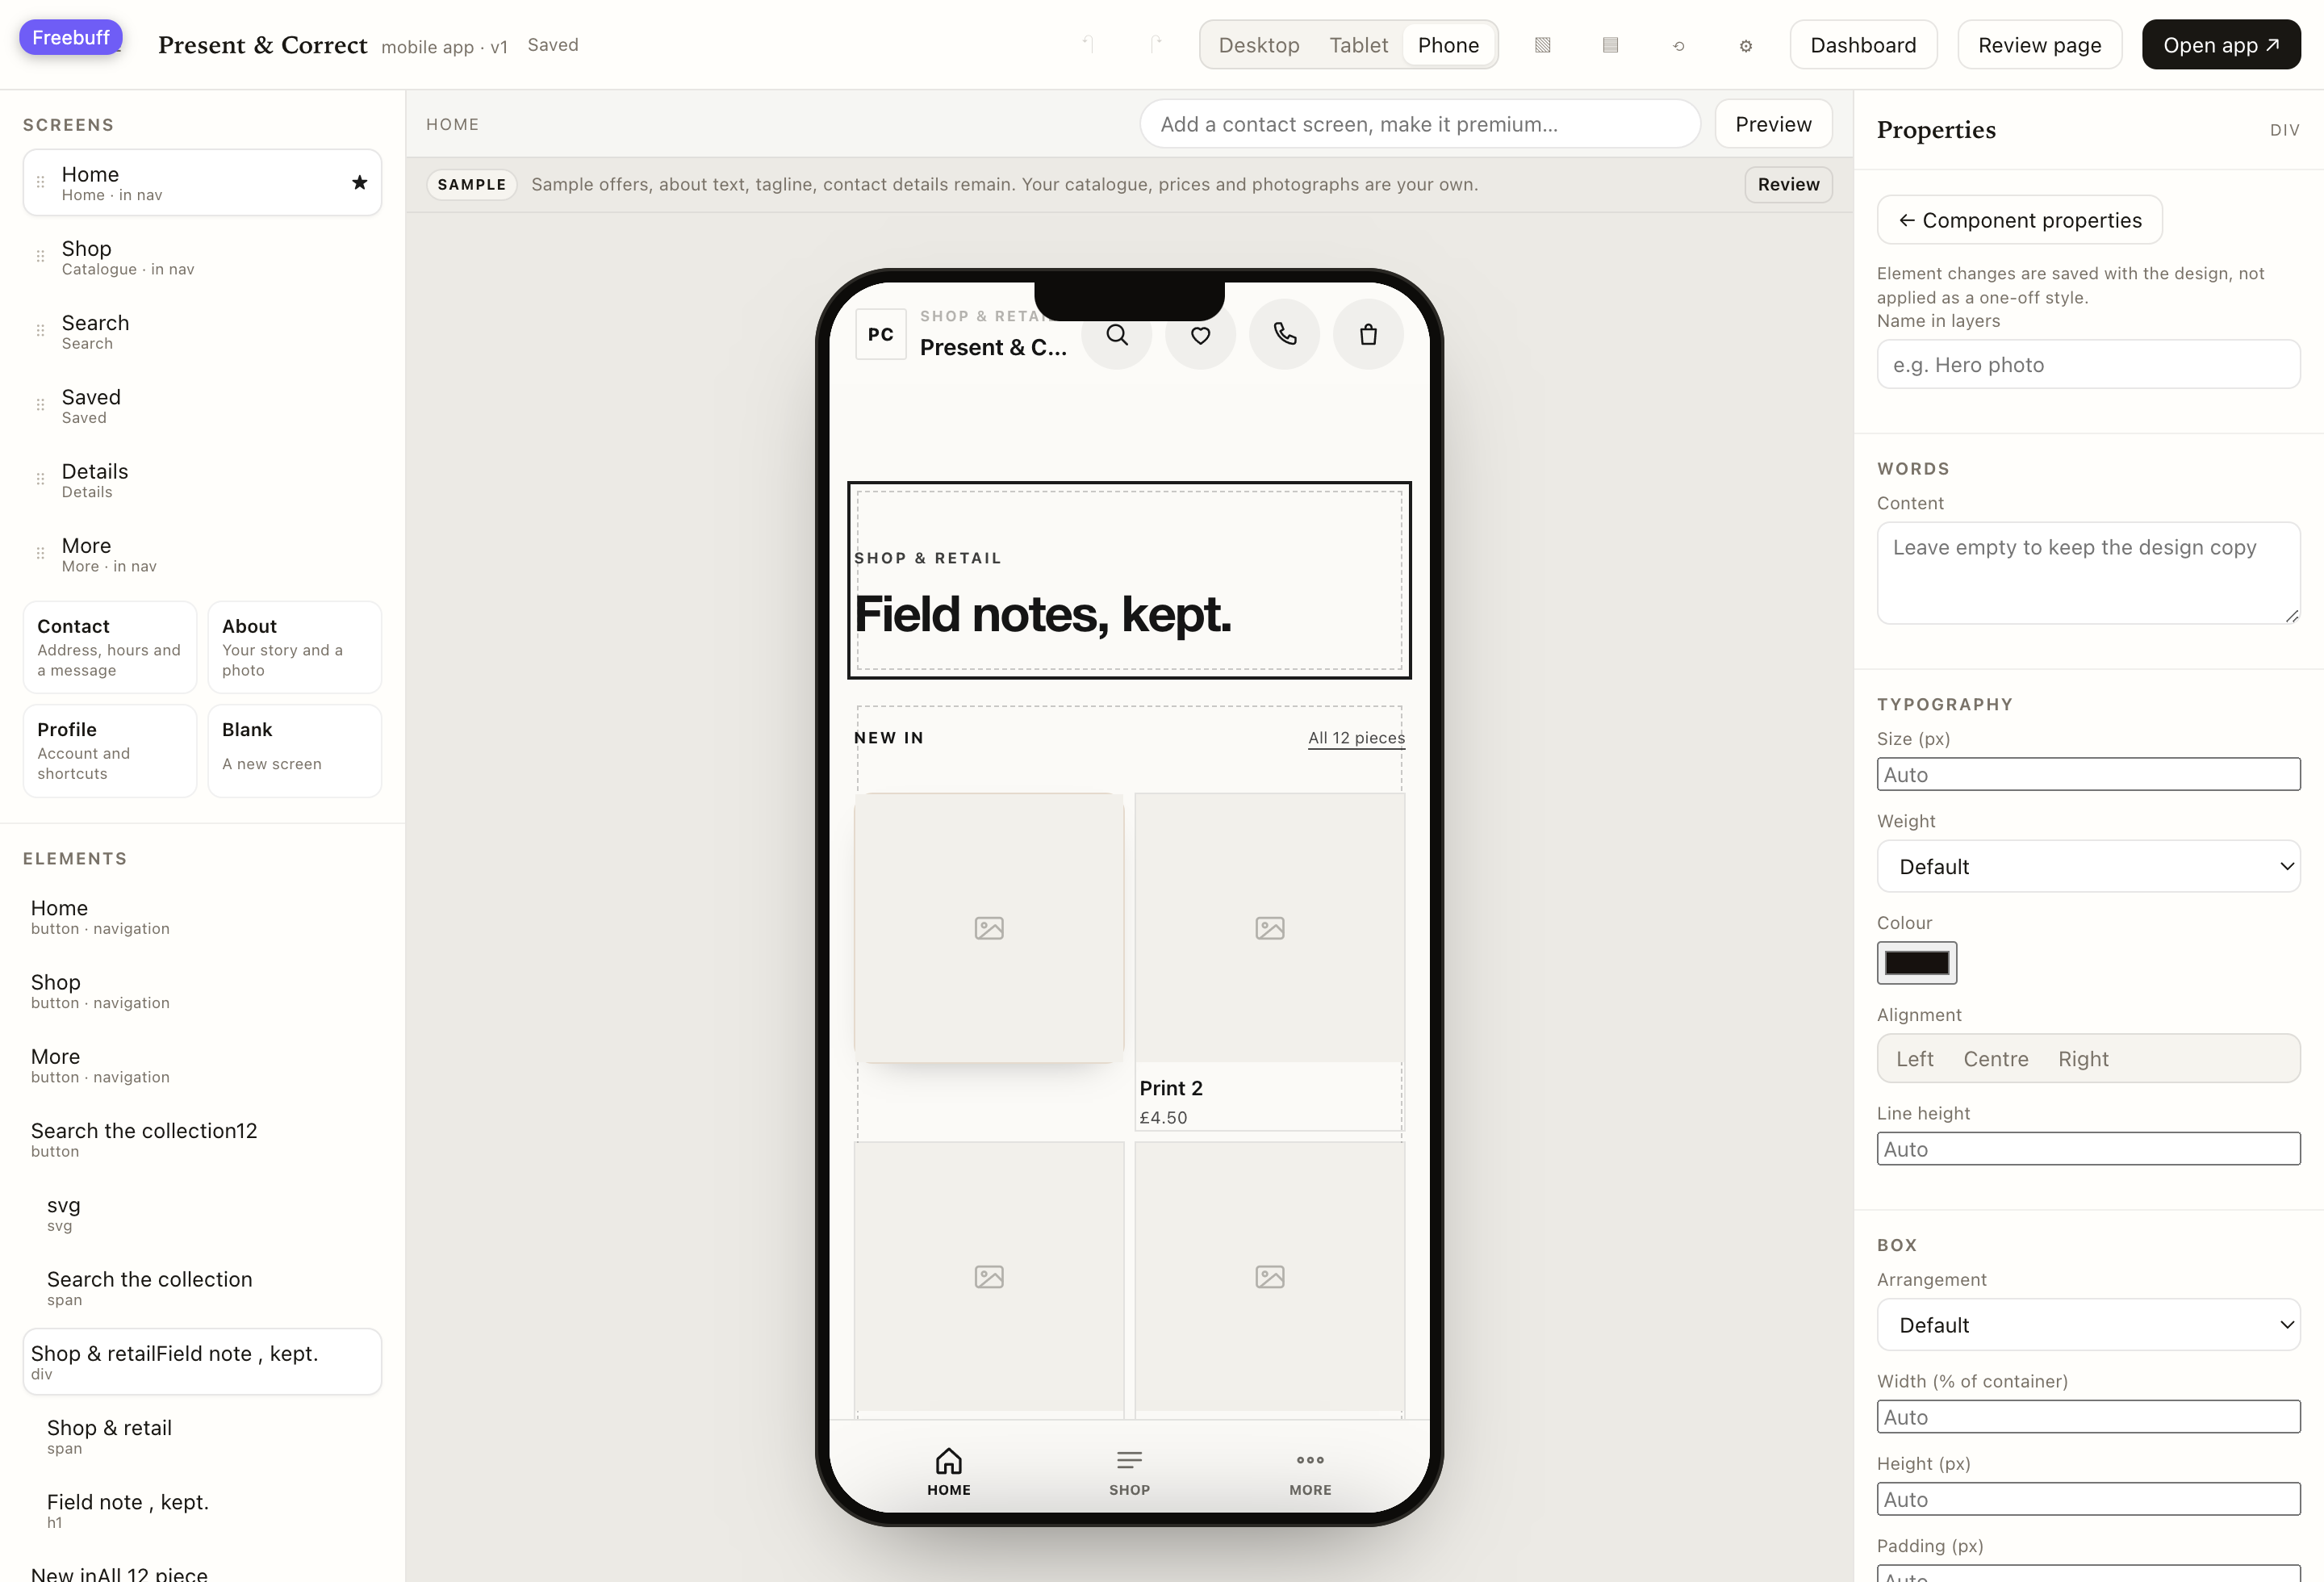 Freebuff
Present & Correct mobile app · v1 Saved
Desktop Tablet Phone
Dashboard
Review page
Open app ↗
SCREENS
Home
Home · in nav
Shop
Catalogue · in nav
Search
Search
Saved
Saved
Details
Details
More
More · in nav
Contact
Address, hours and
a message
About
Your story and a
photo
Profile
Account and
shortcuts
Blank
A new screen
ELEMENTS
Home
button · navigation
Shop
button · navigation
More
button · navigation
Search the collection12
button
svg
svg
Search the collection
span
Shop & retailField note , kept.
div
Shop & retail
span
Field note , kept.
h1
New inAll 12 piece
HOME
Add a contact screen, make it premium...
Preview
SAMPLE
Sample offers, about text, tagline, contact details remain. Your catalogue, prices and photographs are your own.
Review
PC
SHOP & RETAI
Present & C...
SHOP & RETAIL
Field notes, kept.
NEW IN
All 12 pieces
Print 2
£4.50
HOME
SHOP
MORE
Properties
DIV
← Component properties
Element changes are saved with the design, not
applied as a one-off style.
Name in layers
e.g. Hero photo
WORDS
Content
Leave empty to keep the design copy
TYPOGRAPHY
Size (px)
Auto
Weight
Default
Colour
Alignment
Left Centre Right
Line height
Auto
BOX
Arrangement
Default
Width (% of container)
Auto
Height (px)
Auto
Padding (px)
Auto